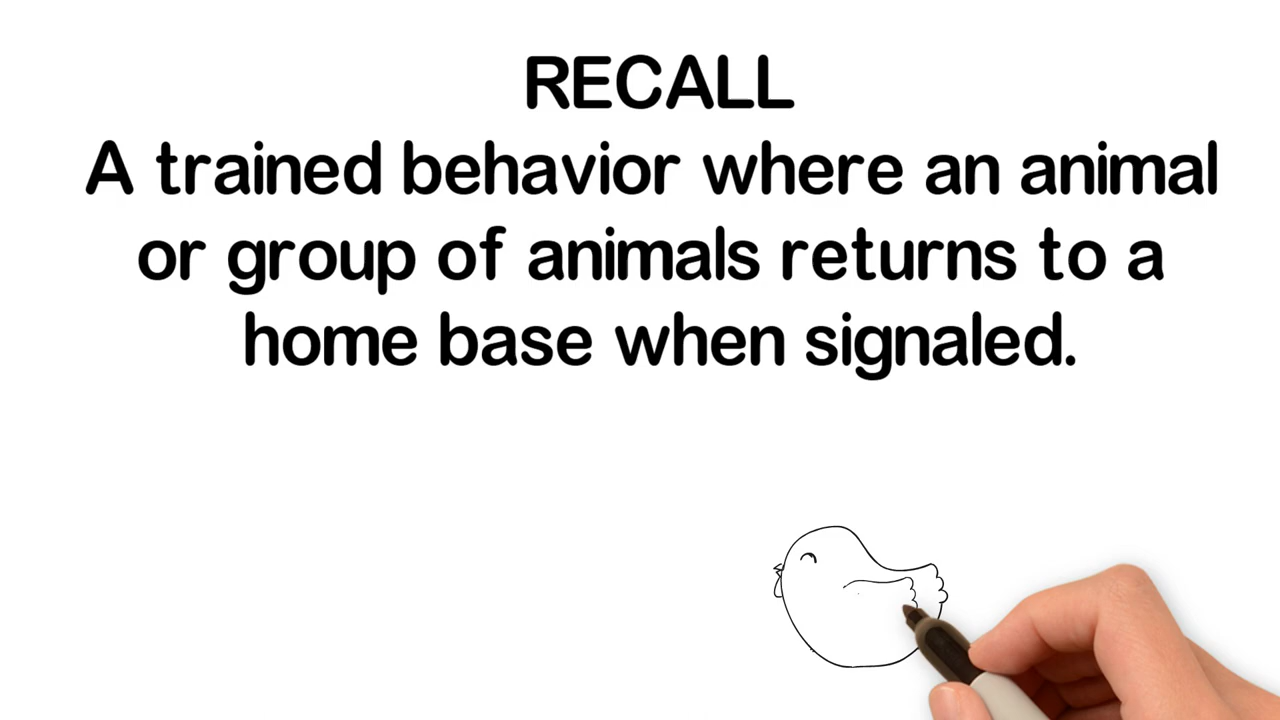 RECALL
A trained behavior where an animal
or group of animals returns to a
home base when signaled.